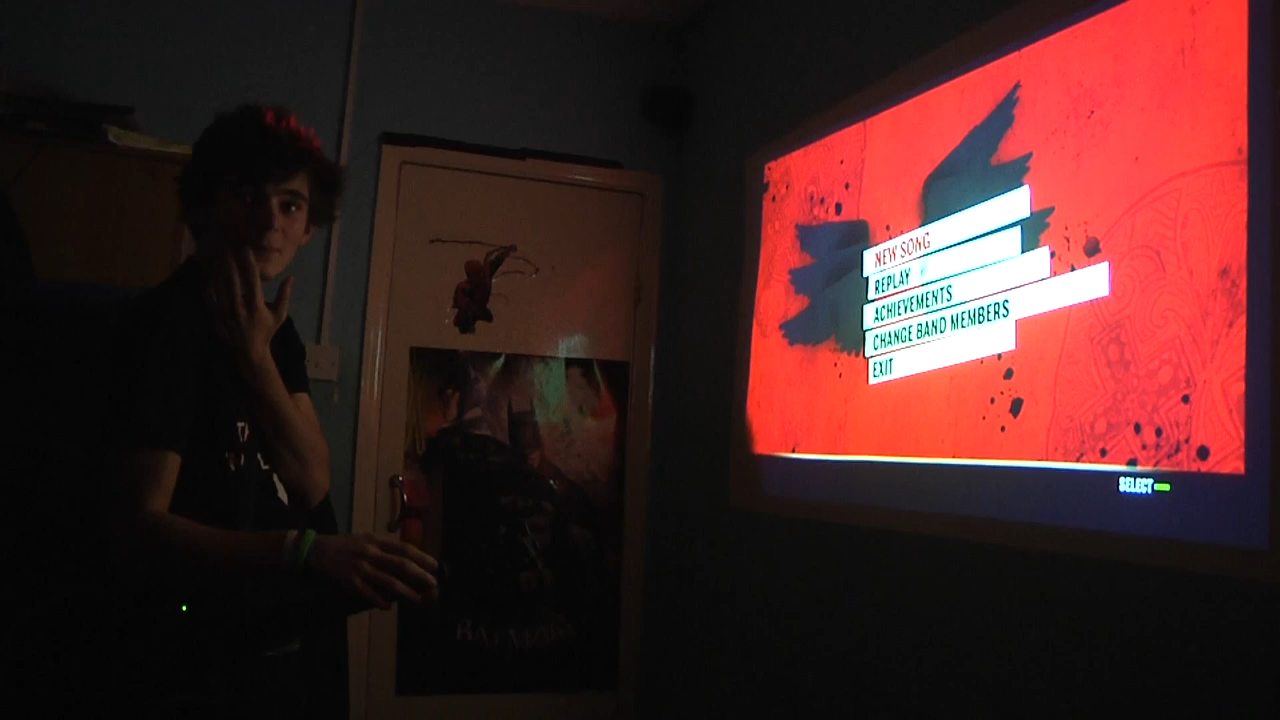 NEW SONG
REPLAY
ACHIEVEMENTS
CHANGE BAND MEMBERS
EXIT
SELECT